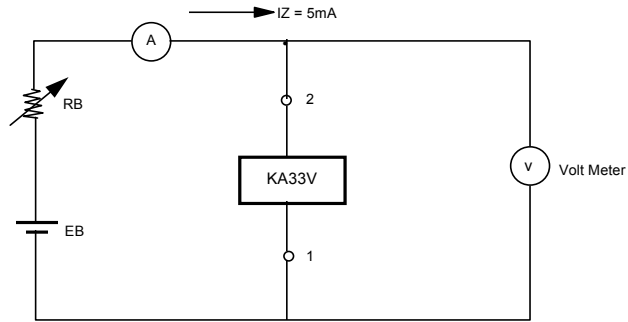 IZ = 5mA
A
RB
2
KA33V
v
Volt Meter
EB
1